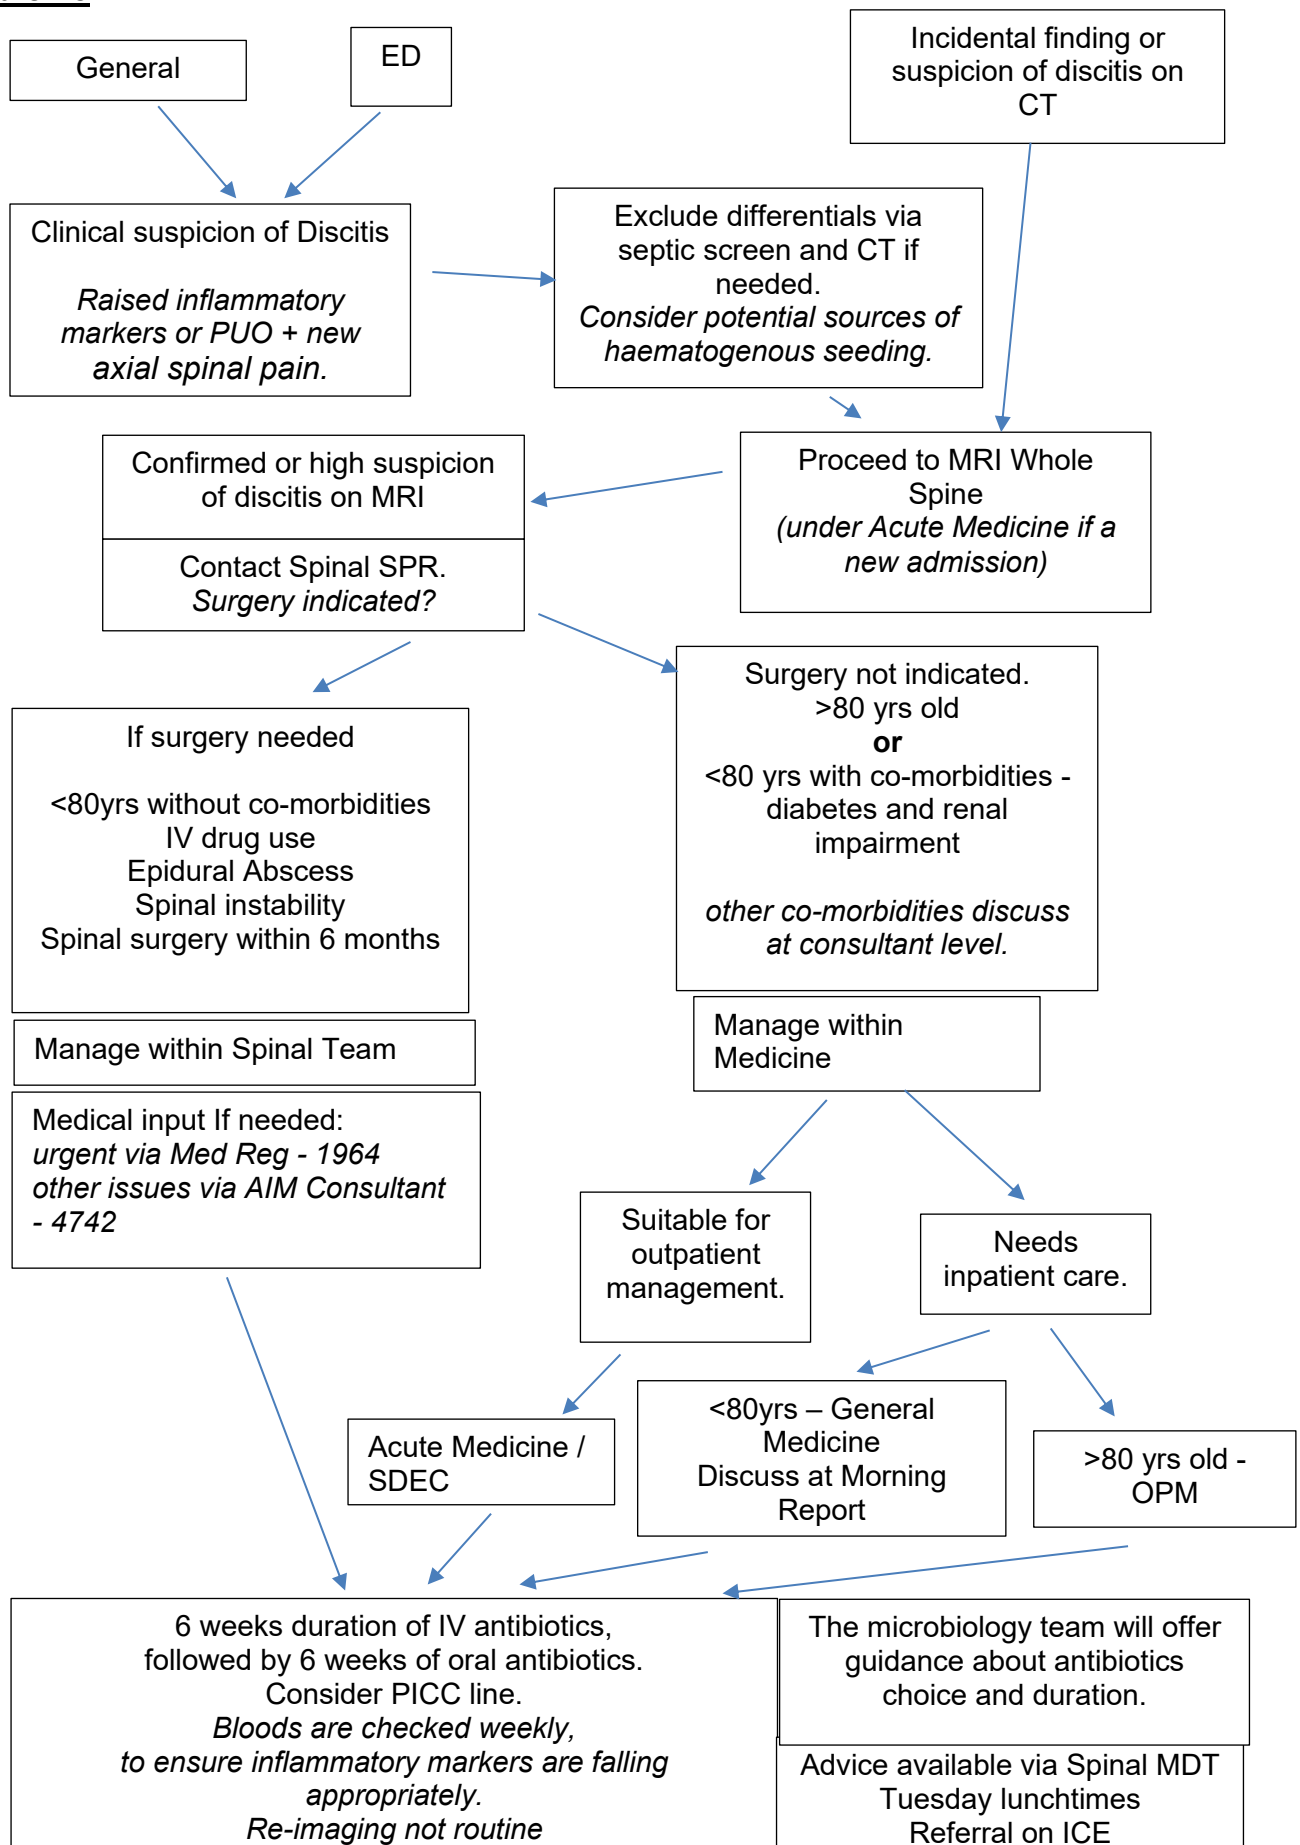 General
ED
Incidental finding or
suspicion of discitis on
CT
Clinical suspicion of Discitis
Raised inflammatory
markers or PUO + new
axial spinal pain.
Exclude differentials via
septic screen and CT if
needed.
Consider potential sources of
haematogenous seeding.
Confirmed or high suspicion
of discitis on MRI
Contact Spinal SPR.
Surgery indicated?
Proceed to MRI Whole
Spine
(under Acute Medicine if a
new admission)
If surgery needed
<80yrs without co-morbidities
IV drug use
Epidural Abscess
Spinal instability
Spinal surgery within 6 months
Surgery not indicated.
>80 yrs old
or
<80 yrs with co-morbidities -
diabetes and renal
impairment
other co-morbidities discuss
at consultant level.
Manage within Spinal Team
Manage within
Medicine
Medical input If needed:
urgent via Med Reg - 1964
other issues via AIM Consultant
- 4742
Suitable for
outpatient
management.
Needs
inpatient care.
Acute Medicine /
SDEC
<80yrs – General
Medicine
Discuss at Morning
Report
>80 yrs old -
OPM
6 weeks duration of IV antibiotics,
followed by 6 weeks of oral antibiotics.
Consider PICC line.
Bloods are checked weekly,
to ensure inflammatory markers are falling
appropriately.
Re-imaging not routine
The microbiology team will offer
guidance about antibiotics
choice and duration.
Advice available via Spinal MDT
Tuesday lunchtimes
Referral on ICE